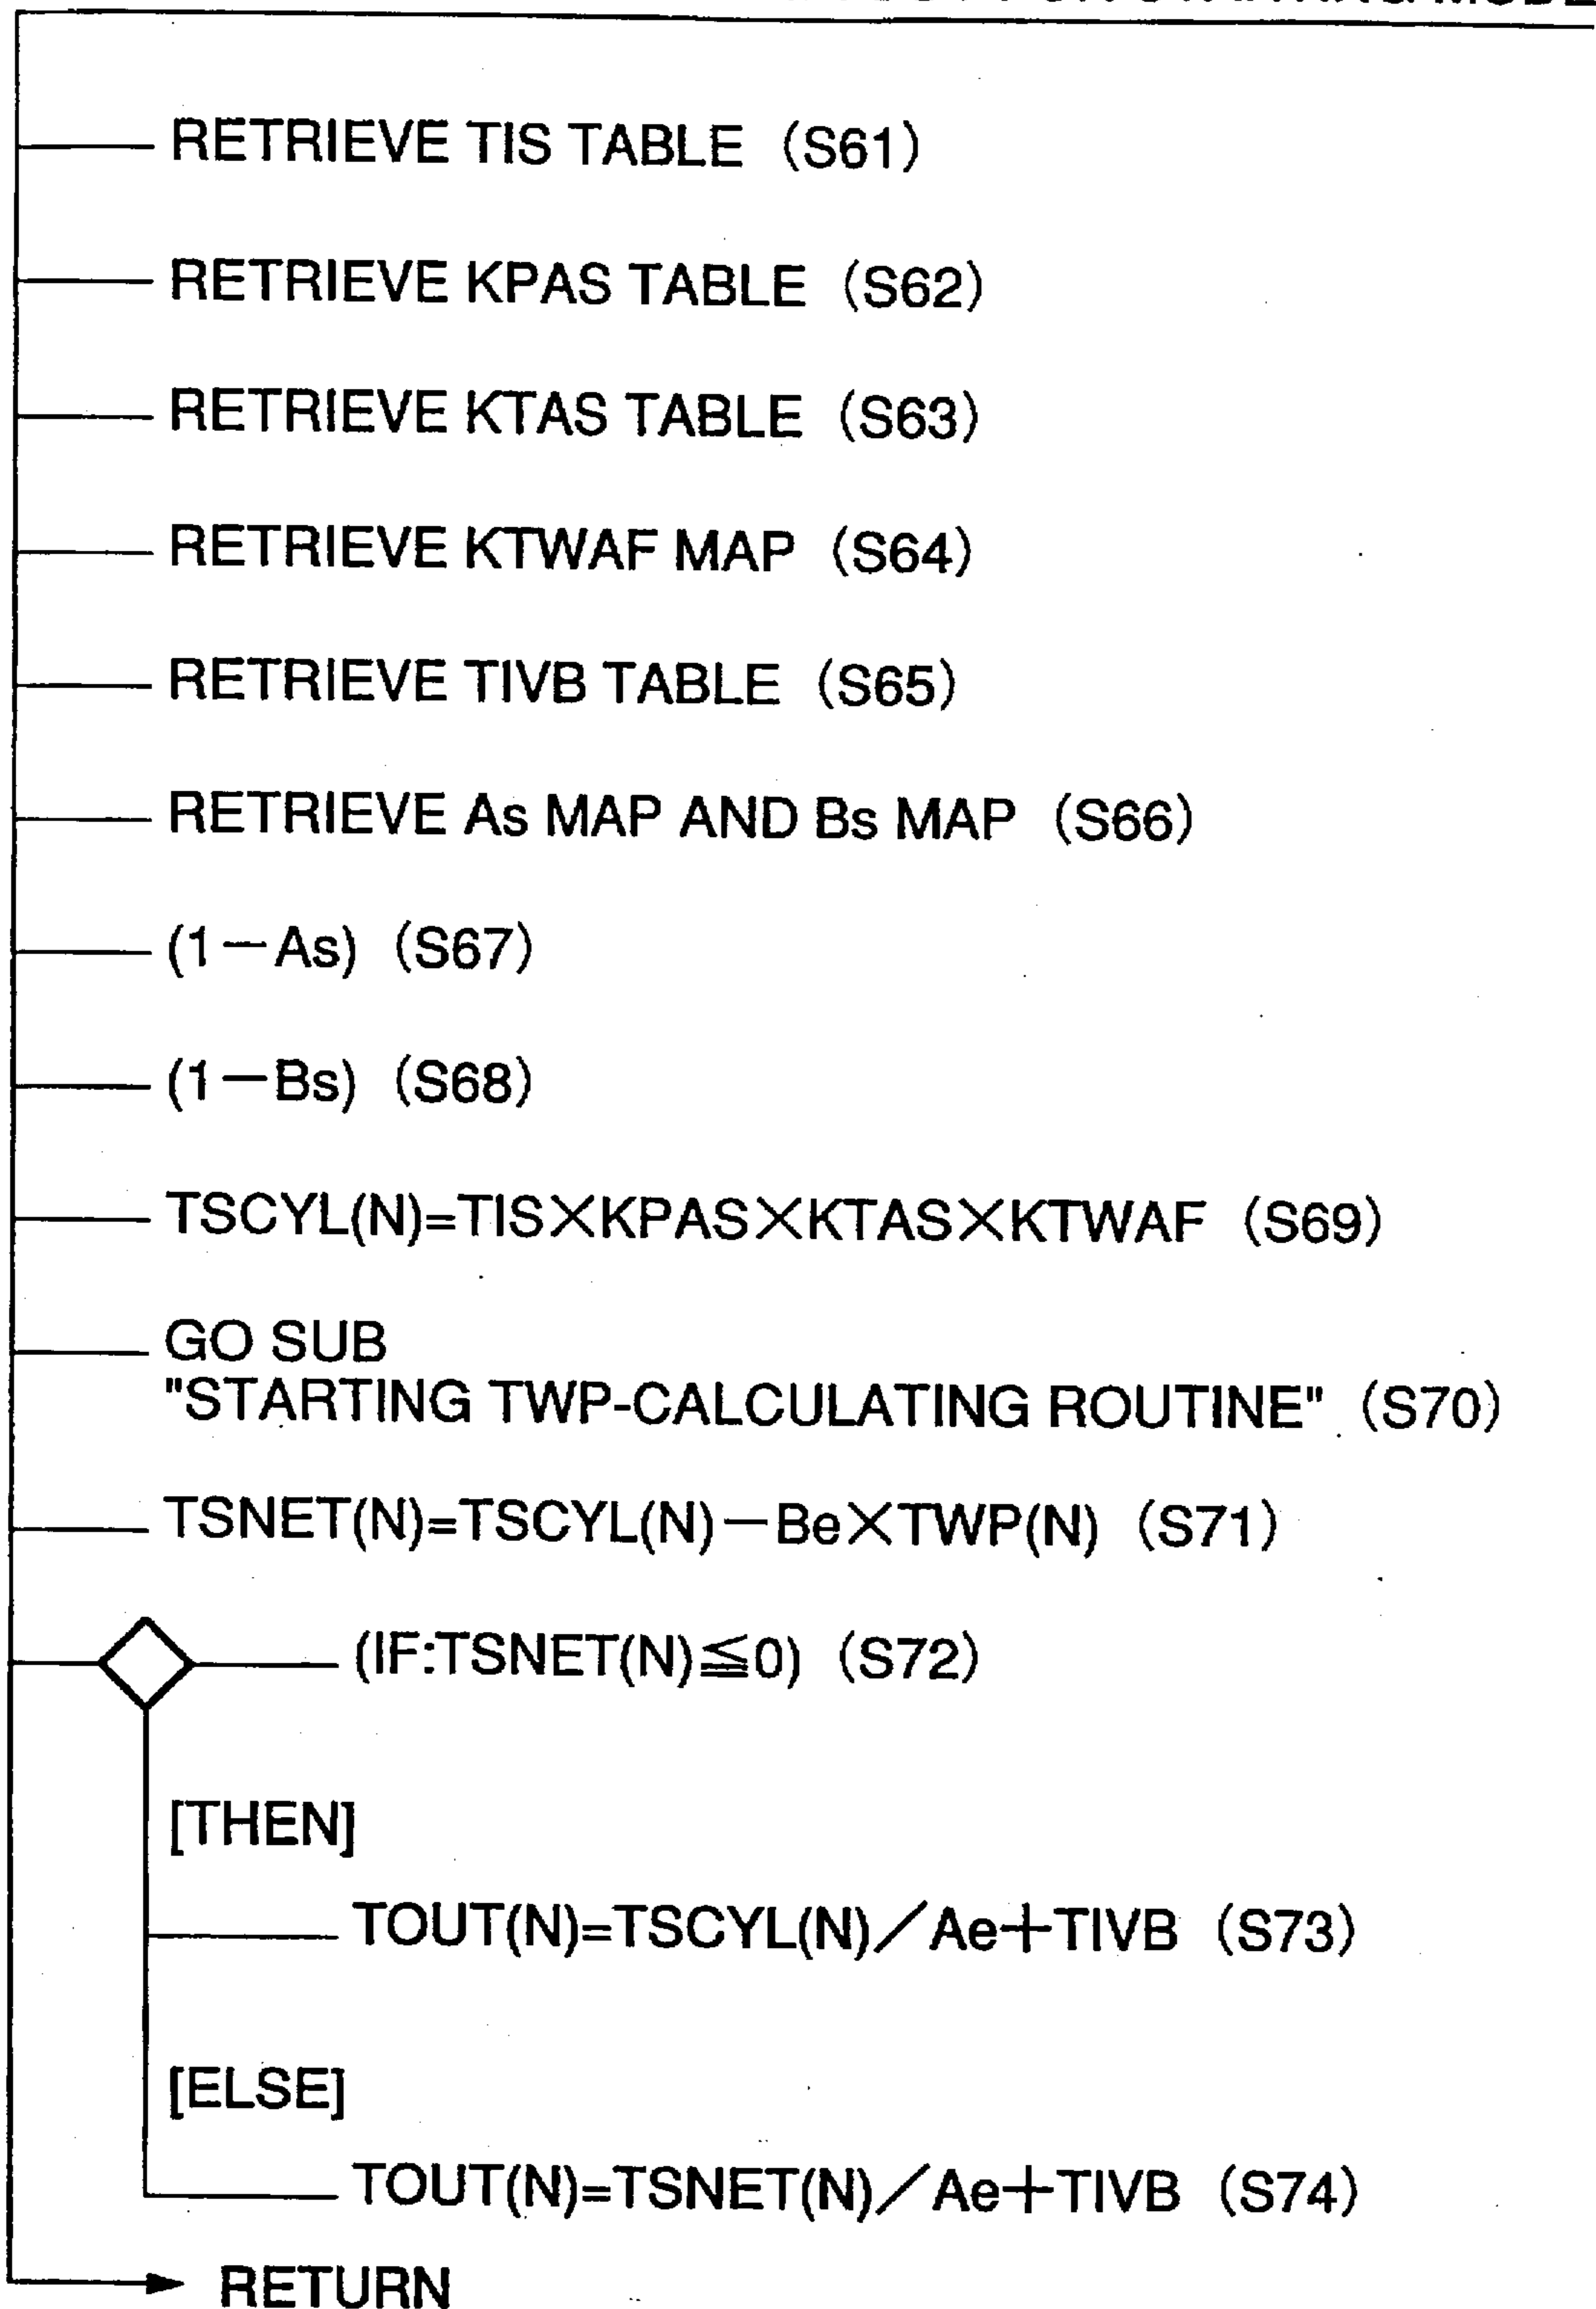 RETRIEVE TIS TABLE (S61)
RETRIEVE KPAS TABLE (S62)
RETRIEVE KTAS TABLE (S63)
RETRIEVE KTWAF MAP (S64)
RETRIEVE TIVB TABLE (S65)
RETRIEVE As MAP AND Bs MAP (S66)
(1－As) (S67)
(1－Bs) (S68)
TSCYL(N)=TIS×KPAS×KTAS×KTWAF (S69)
GO SUB
"STARTING TWP-CALCULATING ROUTINE" (S70)
TSNET(N)=TSCYL(N)－Be×TWP(N) (S71)
(IF:TSNET(N)≦0) (S72)
[THEN]
TOUT(N)=TSCYL(N)／Ae＋TIVB (S73)
[ELSE]
TOUT(N)=TSNET(N)／Ae＋TIVB (S74)
RETURN